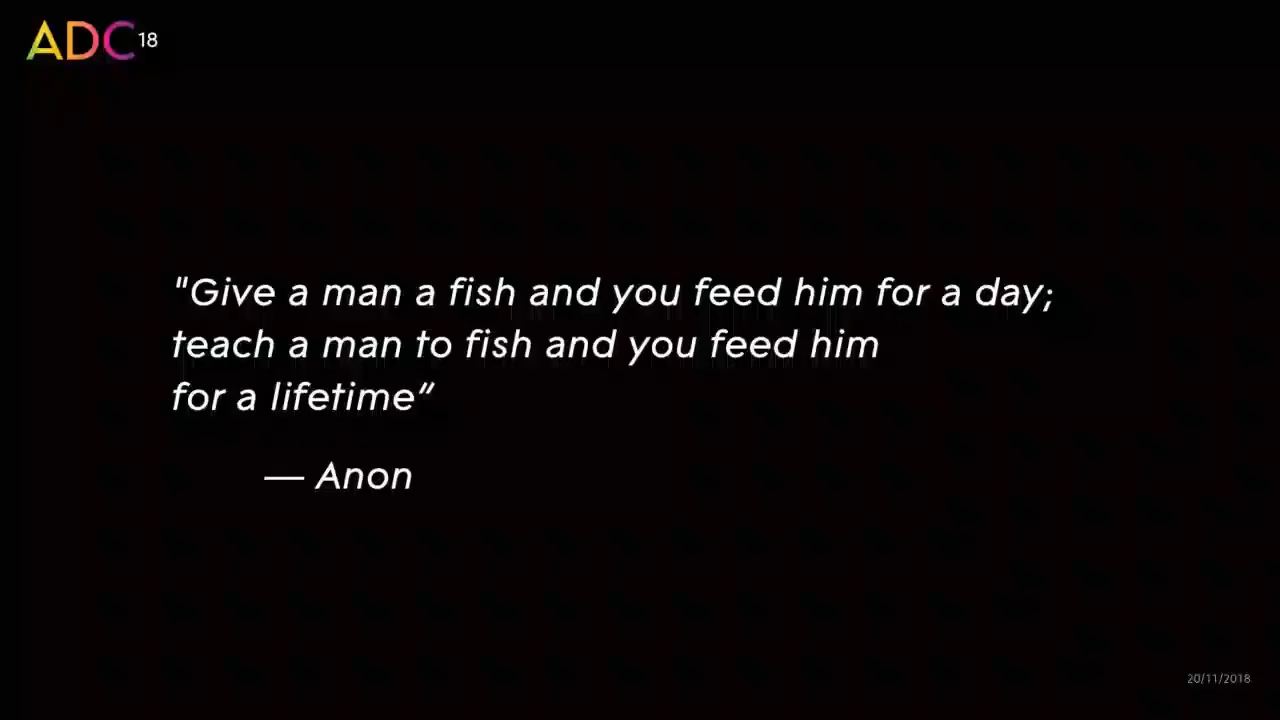 ADC18
"Give a man a fish and you feed him for a day;
teach a man to fish and you feed him
for a lifetime”
— Anon
20/11/2018